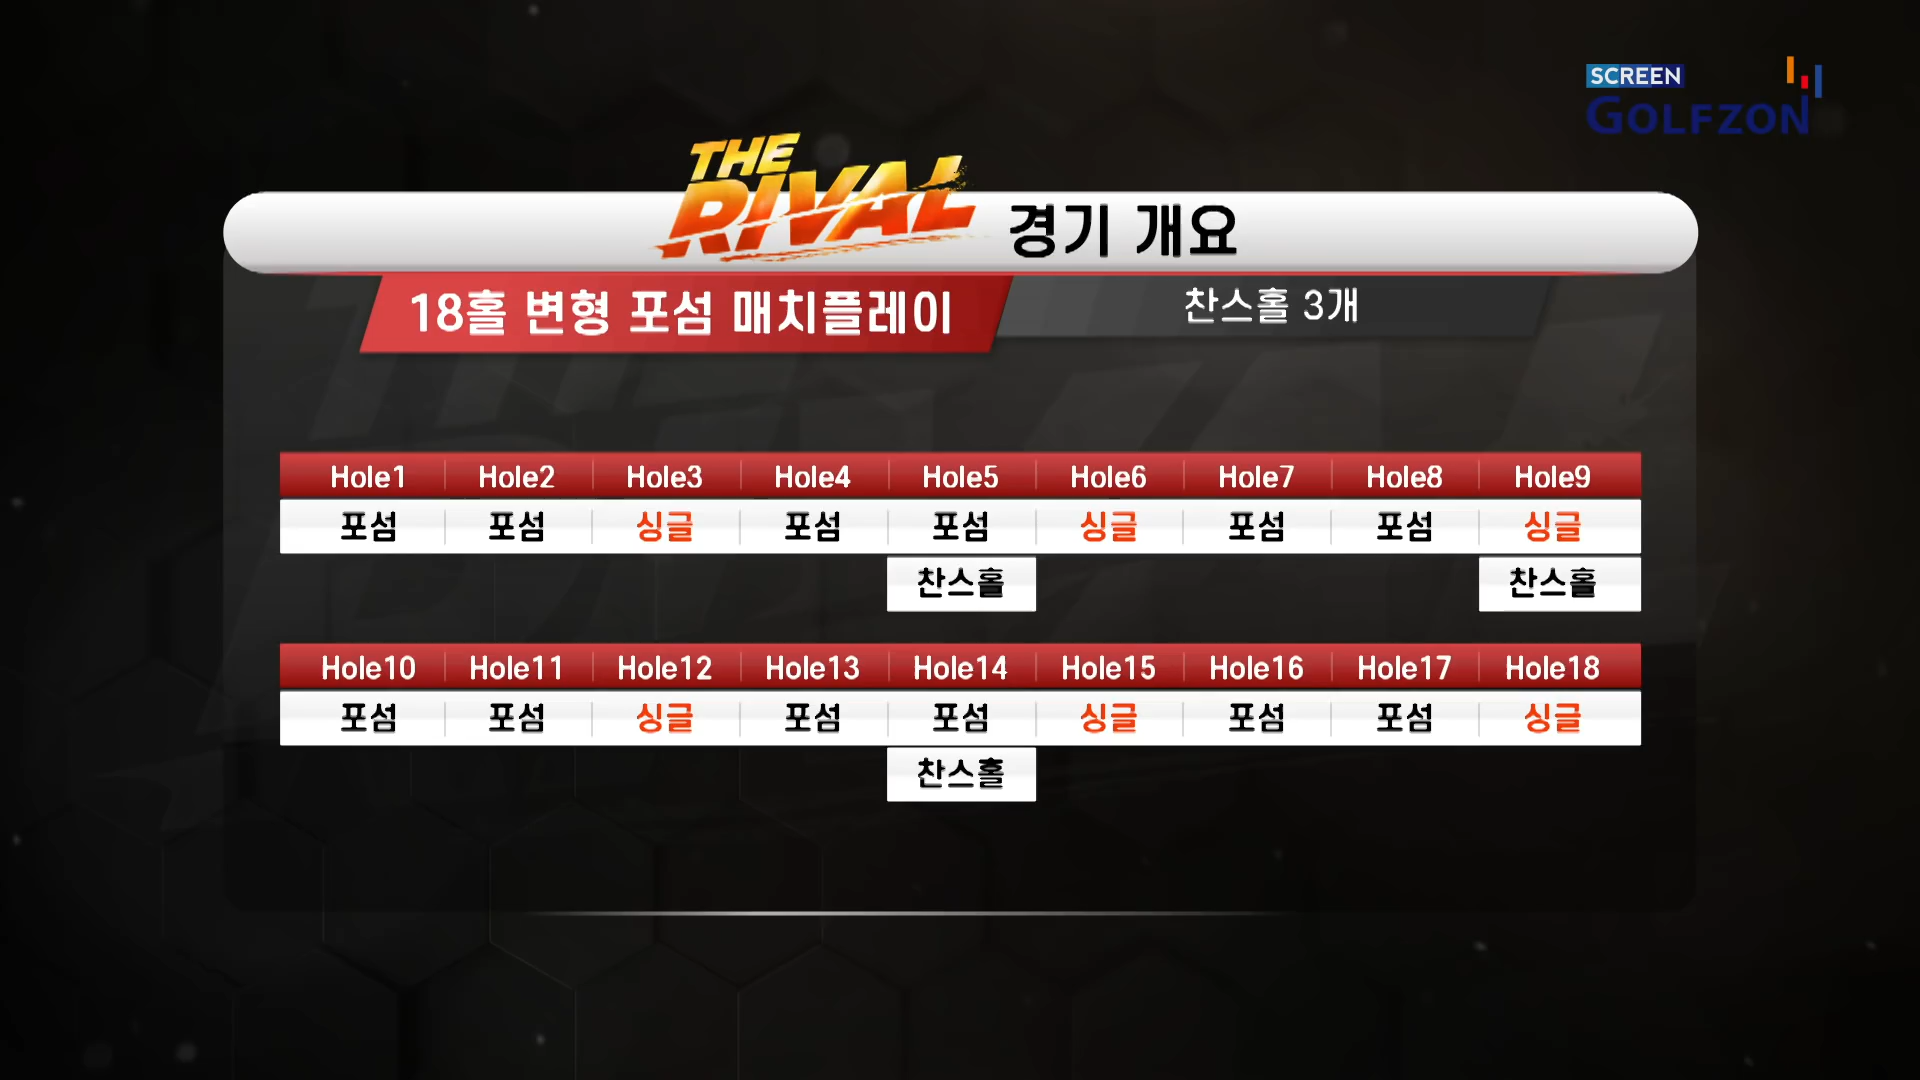 SCREEN
GOLFZON
THE
RIVAL 경기 개요
18홀 변형 포섬 매치플레이 찬스홀 3개
Hole1 Hole2 Hole3 Hole4 Hole5 Hole6 Hole7 Hole8 Hole9
포섬 포섬 싱글 포섬 포섬 싱글 포섬 포섬 싱글
찬스홀 찬스홀
Hole10 Hole11 Hole12 Hole13 Hole14 Hole15 Hole16 Hole17 Hole18
포섬 포섬 싱글 포섬 포섬 싱글 포섬 포섬 싱글
찬스홀